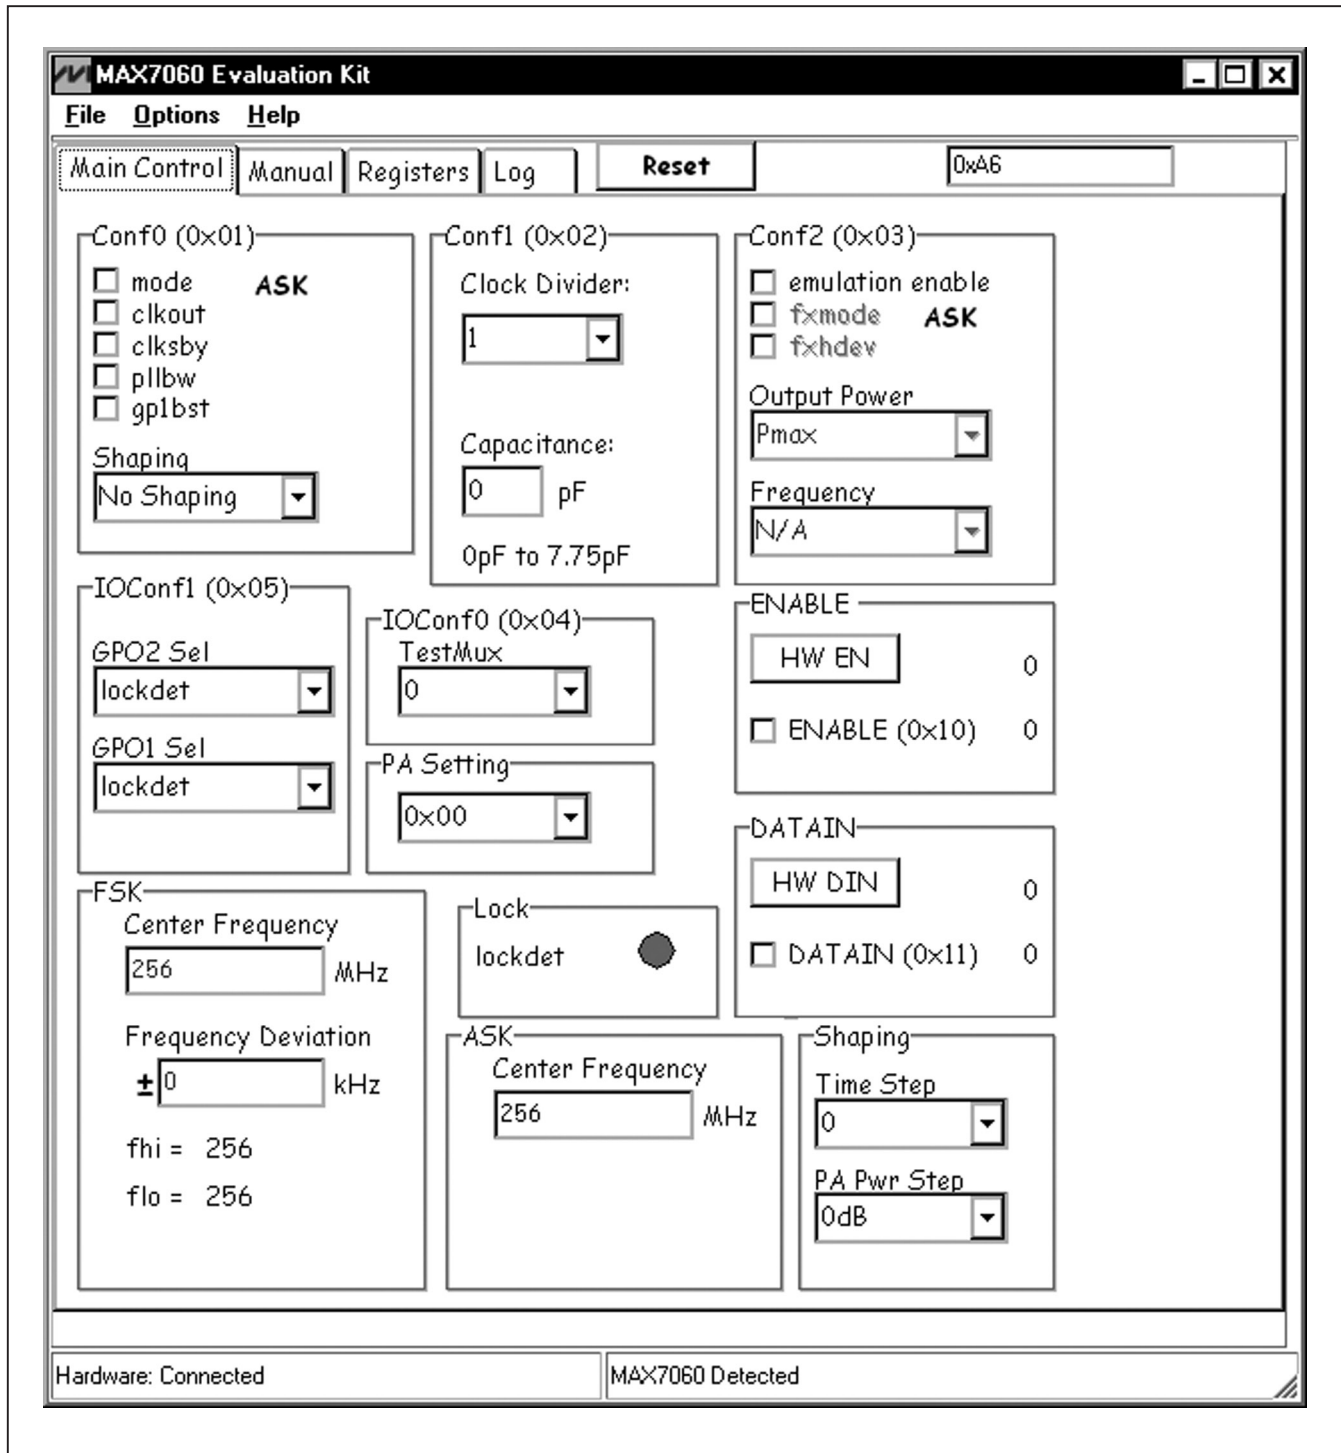 MAX7060 Evaluation Kit
File Options Help
Main Control Manual Registers Log Reset 0xA6
Conf0 (0x01)
mode ASK
clkout
clksby
pllbw
gp1bst
Shaping
No Shaping
Conf1 (0x02)
Clock Divider:
1
Capacitance:
0 pF
0pF to 7.75pF
Conf2 (0x03)
emulation enable
fxmode ASK
fxhdev
Output Power
Pmax
Frequency
N/A
IOConf1 (0x05)
GPO2 Sel
lockdet
GPO1 Sel
lockdet
IOConf0 (0x04)
TestMux
0
PA Setting
0x00
ENABLE
HW EN 0
ENABLE (0x10) 0
DATAIN
HW DIN 0
DATAIN (0x11) 0
FSK
Center Frequency
256 MHz
Frequency Deviation
±0 kHz
fhi = 256
flo = 256
Lock
lockdet
ASK
Center Frequency
256 MHz
Shaping
Time Step
0
PA Pwr Step
0dB
Hardware: Connected
MAX7060 Detected